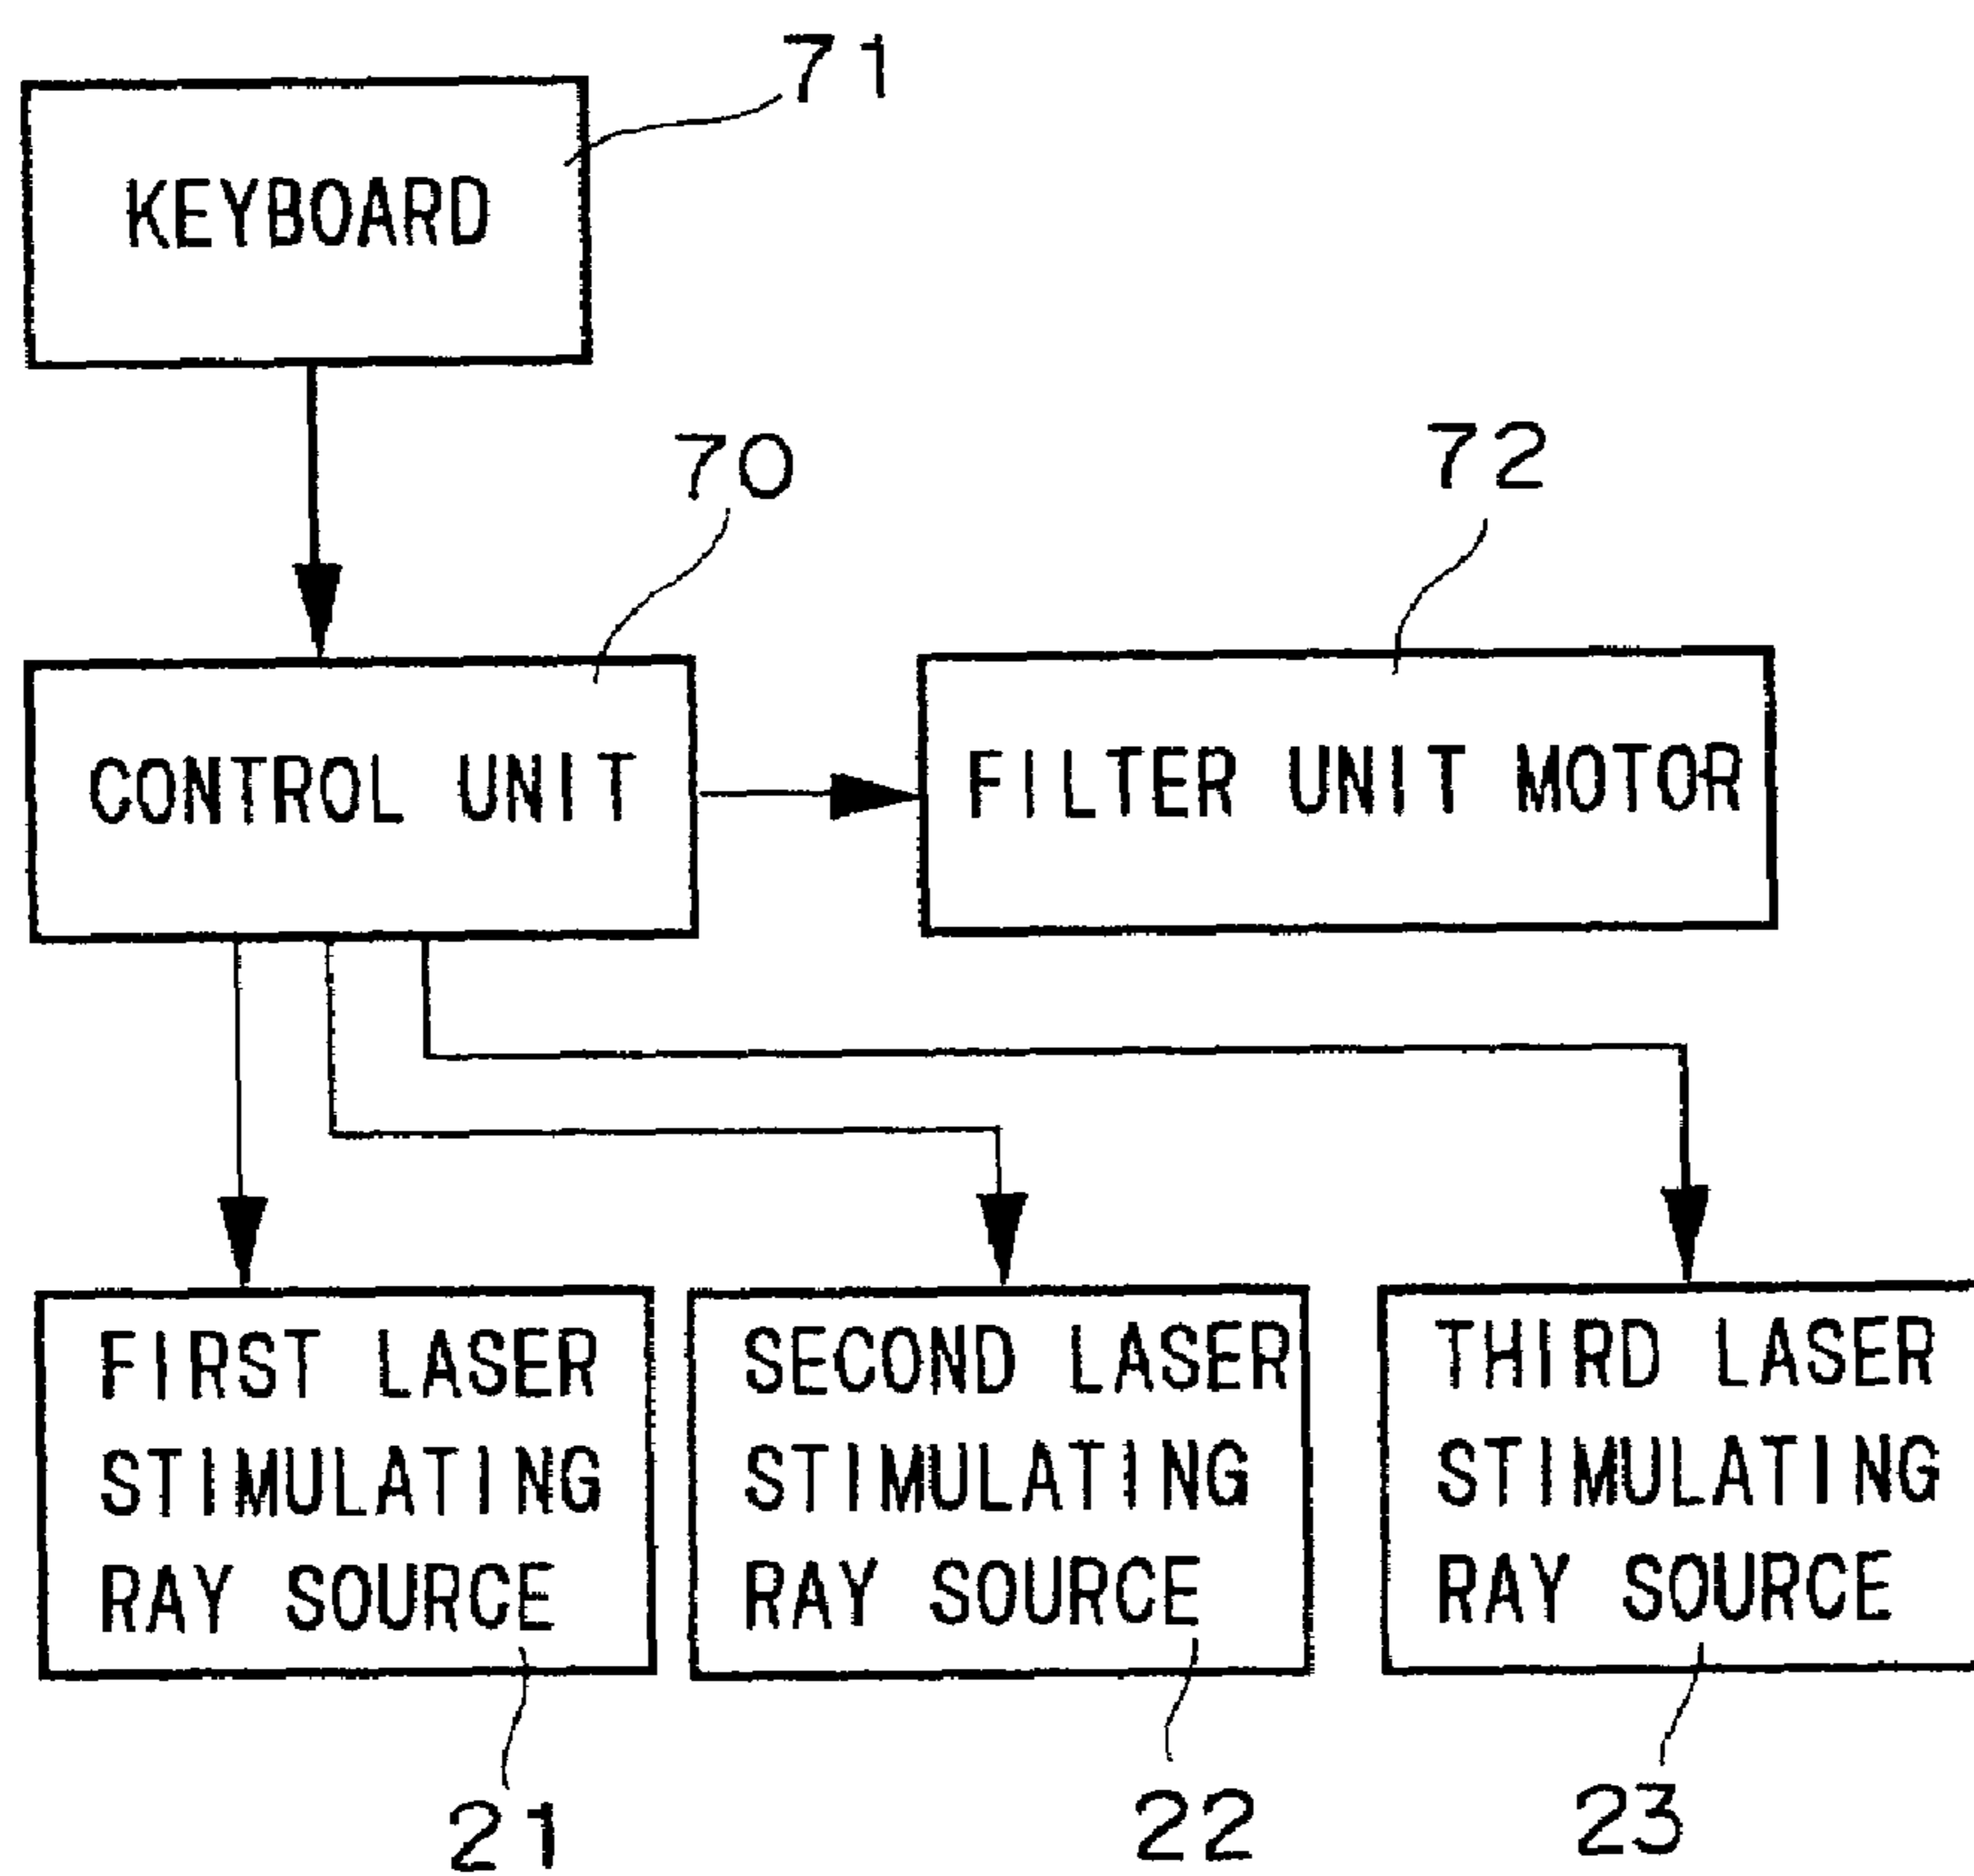 71
KEYBOARD
70
72
CONTROL UNIT
FILTER UNIT MOTOR
FIRST LASER
STIMULATING
RAY SOURCE
SECOND LASER
STIMULATING
RAY SOURCE
THIRD LASER
STIMULATING
RAY SOURCE
21
22
23